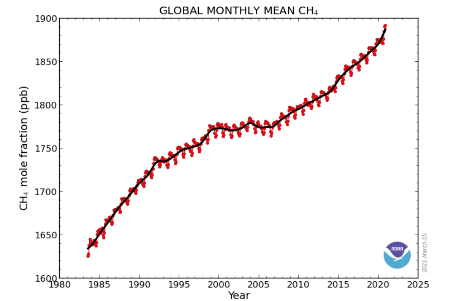 GLOBAL MONTHLY MEAN CH₄
CH₄ mole fraction (ppb)
1900
1850
1800
1750
1700
1650
1600
1980 1985 1990 1995 2000 2005 2010 2015 2020 2025
Year
NOAA
2021-March-05